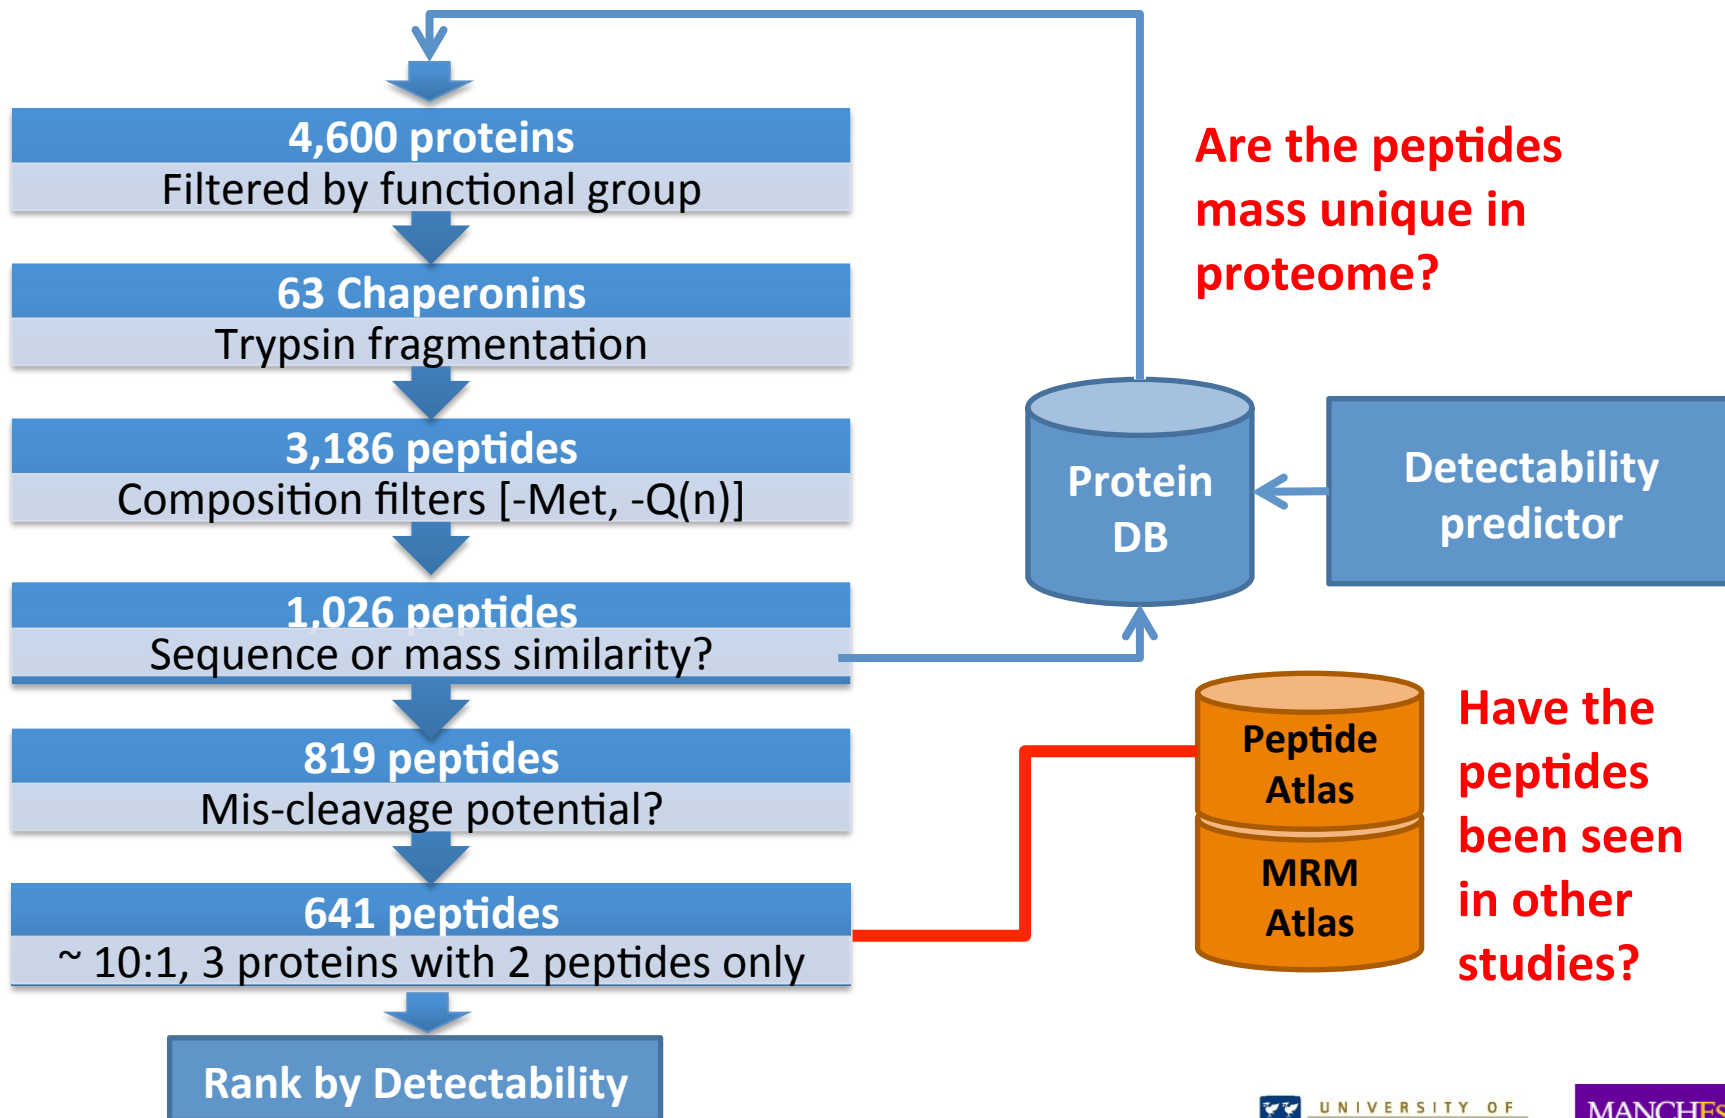 4,600 proteins
Filtered by functional group
63 Chaperonins
Trypsin fragmentation
3,186 peptides
Composition filters [-Met, -Q(n)]
1,026 peptides
Sequence or mass similarity?
819 peptides
Mis-cleavage potential?
641 peptides
~ 10:1, 3 proteins with 2 peptides only
Rank by Detectability
Are the peptides
mass unique in
proteome?
Protein
DB
Detectability
predictor
Peptide
Atlas
MRM
Atlas
Have the
peptides
been seen
in other
studies?
UNIVERSITY OF